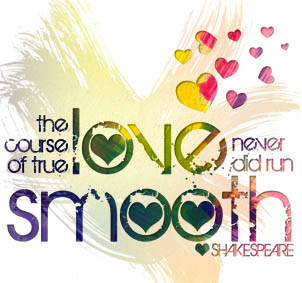 the course of true love never did run
smooth
SHAKESPEARE